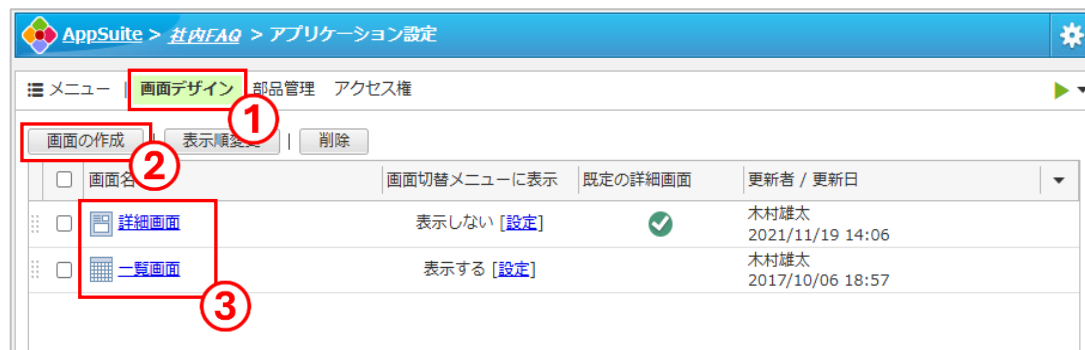 AppSuite > 社内FAQ > アプリケーション設定
メニュー | 画面デザイン 部品管理 アクセス権
1
画面の作成 | 表示順変更 | 削除
2
画面名 画面切替メニューに表示 既定の詳細画面 更新者 / 更新日
詳細画面 表示しない [設定] 木村雄太
2021/11/19 14:06
一覧画面 表示する [設定] 木村雄太
2017/10/06 18:57
3